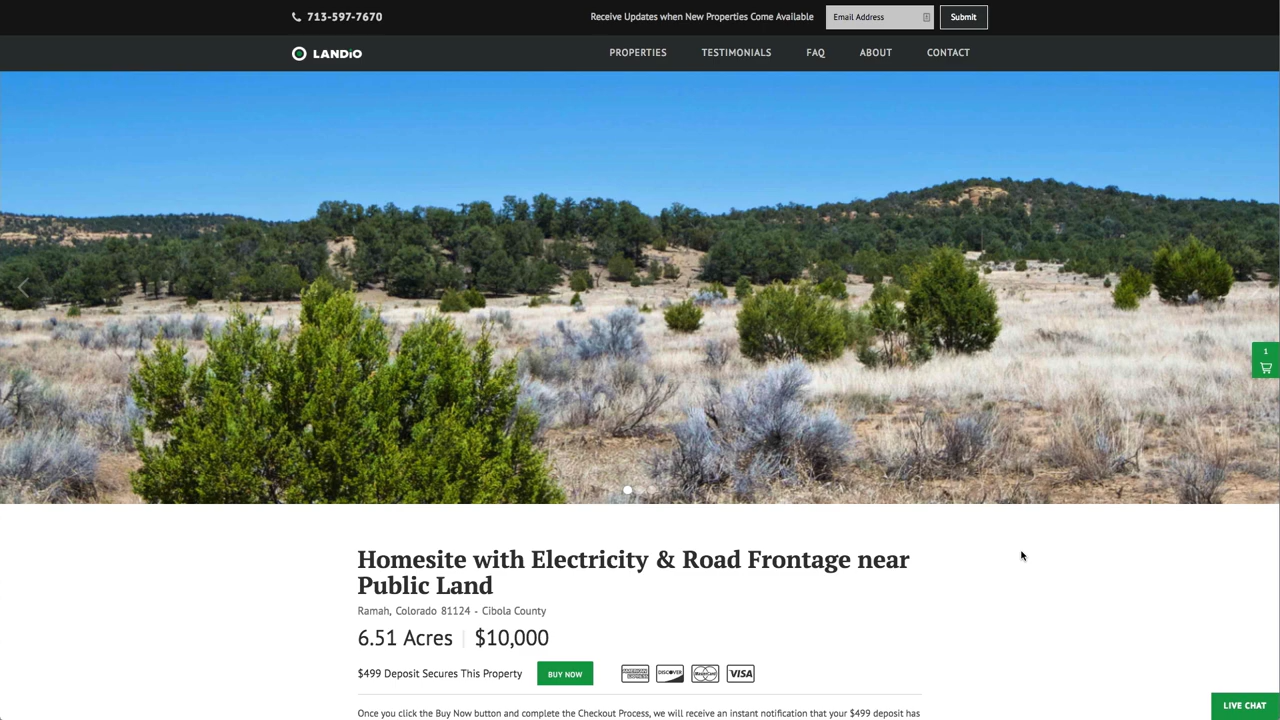 713-597-7670
Receive Updates when New Properties Come Available
Email Address
Submit
LANDiO
PROPERTIES
TESTIMONIALS
FAQ
ABOUT
CONTACT
1
Homesite with Electricity & Road Frontage near
Public Land
Ramah, Colorado 81124 - Cibola County
6.51 Acres | $10,000
$499 Deposit Secures This Property
BUY NOW
AMERICAN EXPRESS
DISCOVER
MasterCard
VISA
LIVE CHAT
Once you click the Buy Now button and complete the Checkout Process, we will receive an instant notification that your $499 deposit has